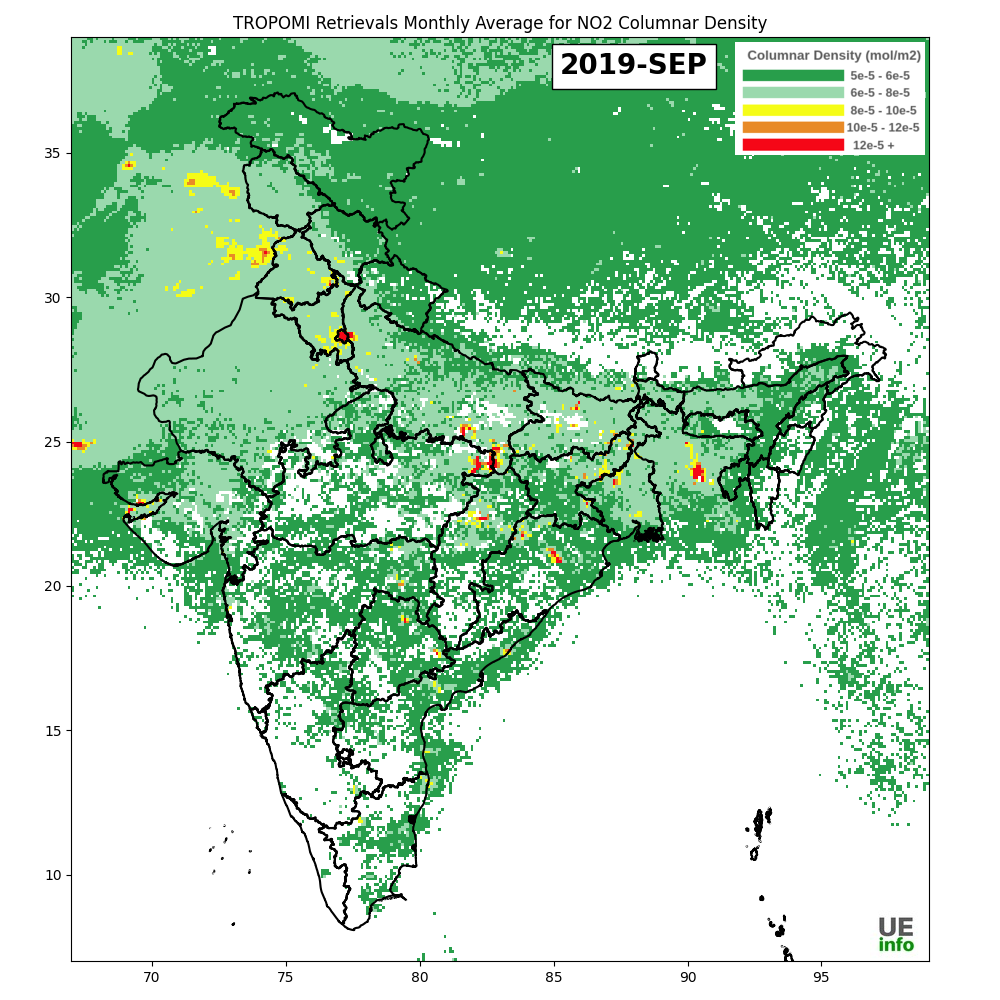 TROPOMI Retrievals Monthly Average for NO2 Columnar Density
2019-SEP
Columnar Density (mol/m2)
5e-5 - 6e-5
6e-5 - 8e-5
8e-5 - 10e-5
10e-5 - 12e-5
12e-5 +
35
30
25
20
15
10
UE
info
70 75 80 85 90 95